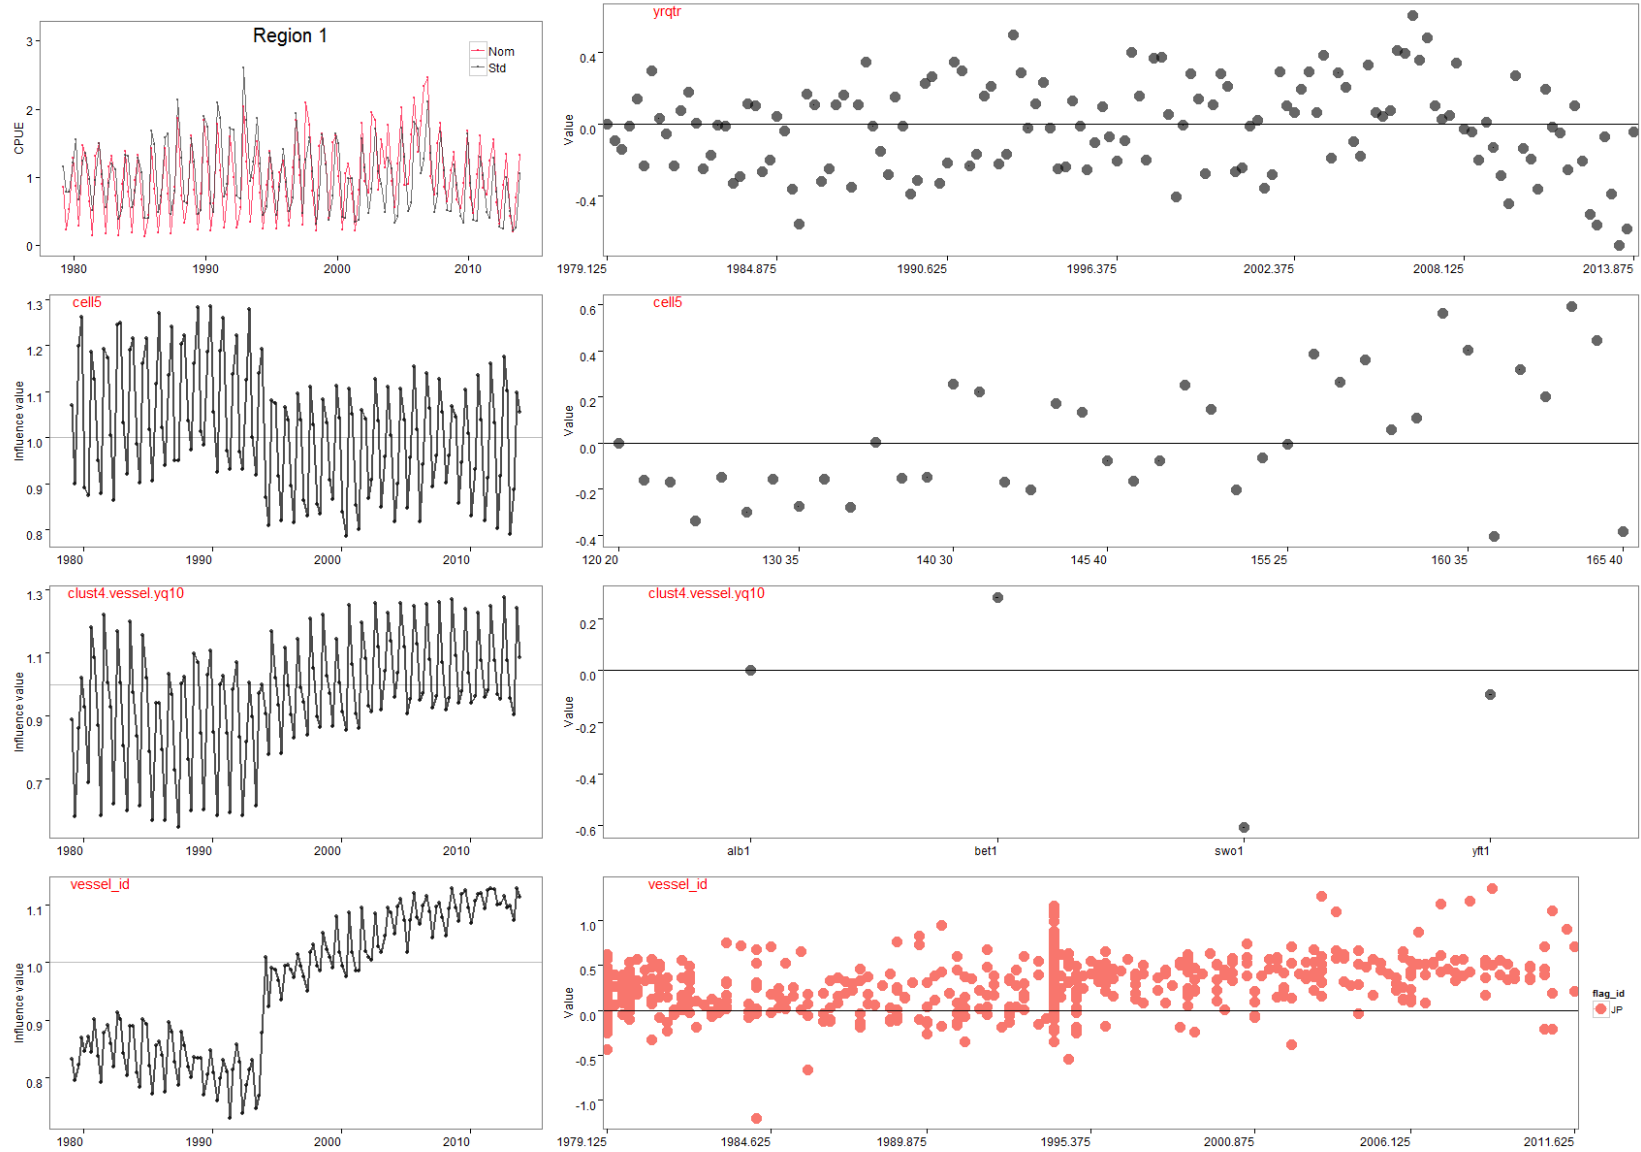 Region 1
Nom
Std
CPUE
3
2
1
0
1980 1990 2000 2010
yrqtr
Value
0.4
0.0
-0.4
1979.125 1984.875 1990.625 1996.375 2002.375 2008.125 2013.875
cell5
Influence value
1.3
1.2
1.1
1.0
0.9
0.8
1980 1990 2000 2010
cell5
Value
0.6
0.4
0.2
0.0
-0.2
-0.4
120 20 130 35 140 30 145 40 155 25 160 35 165 40
clust4.vessel.yq10
Influence value
1.3
1.1
0.9
0.7
1980 1990 2000 2010
clust4.vessel.yq10
Value
0.2
0.0
-0.2
-0.4
-0.6
alb1 bet1 swo1 yft1
vessel_id
Influence value
1.1
1.0
0.9
0.8
1980 1990 2000 2010
vessel_id
Value
1.0
0.5
0.0
-0.5
-1.0
1979.125 1984.625 1989.875 1995.375 2000.875 2006.125 2011.625
flag_id
JP